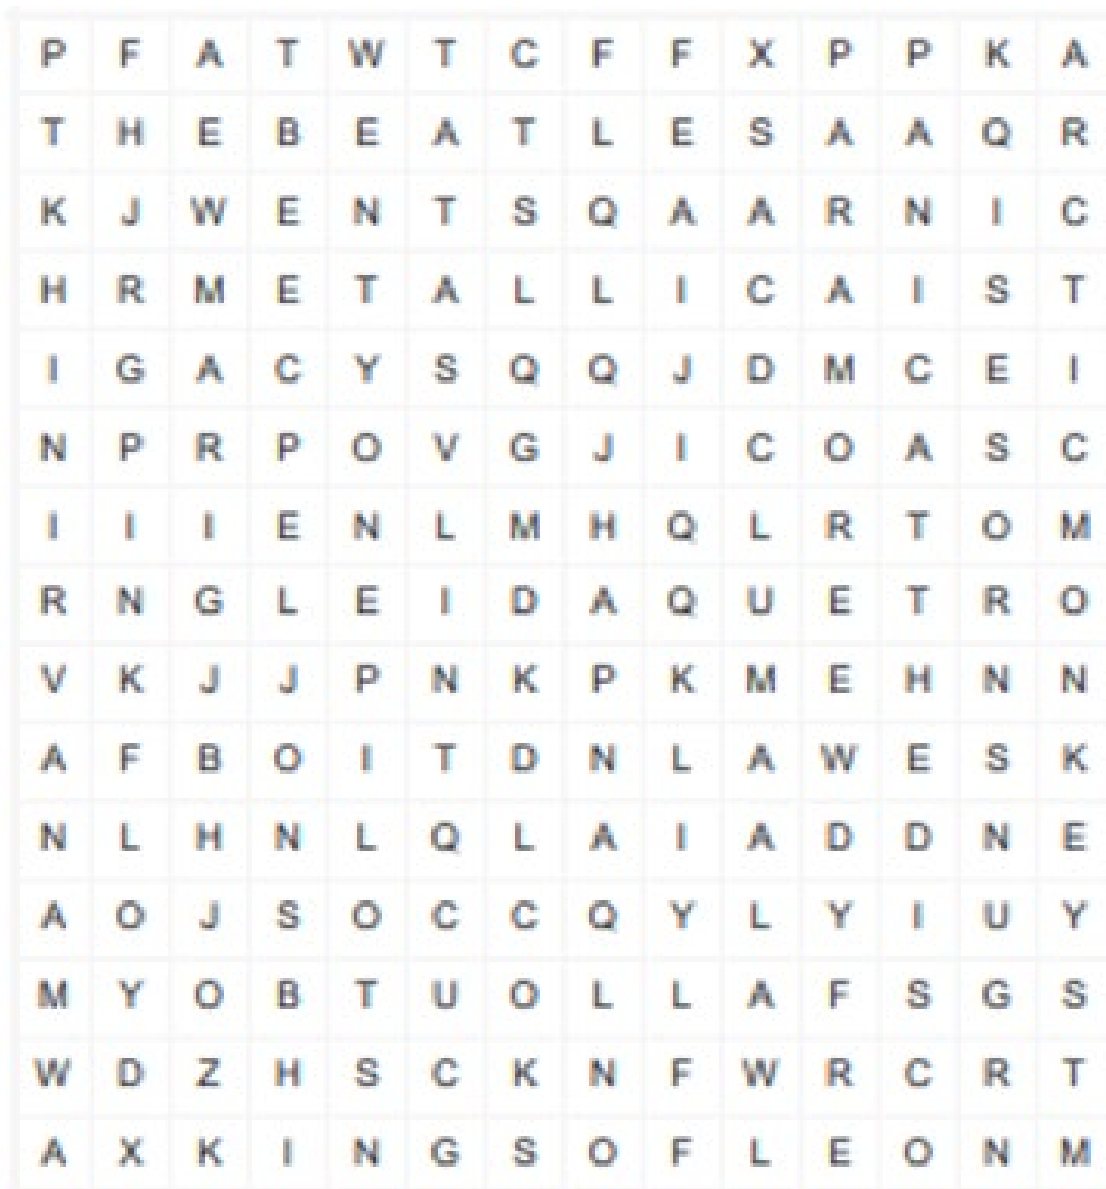 P F A T W T C F F X P P K A
T H E B E A T L E S A A Q R
K J W E N T S Q A A R N I C
H R M E T A L L I C A I S T
I G A C Y S Q Q J D M C E I
N P R P O V G J I C O A S C
I I I E N L M H Q L R T O M
R N G L E I D A Q U E T R O
V K J J P N K P K M E H N N
A F B O I T D N L A W E S K
N L H N L Q L A I A D D N E
A O J S O C C Q Y L Y I U Y
M Y O B T U O L L A F S G S
W D Z H S C K N F W R C R T
A X K I N G S O F L E O N M